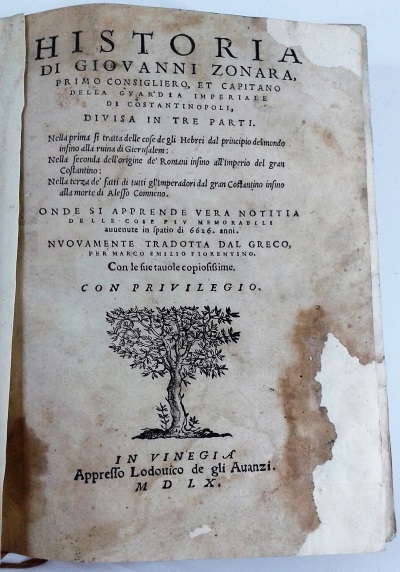 HISTORIA
DI GIOVANNI ZONARA,
PRIMO CONSIGLIERO, ET CAPITANO
DELLA GVARDIA IMPERIALE
DI COSTANTINOPOLI,
DIVISA IN TRE PARTI.
Nella prima si tratta delle cose de gli Hebrei dal principio del mondo
insino alla ruina di Gierusalem:
Nella seconda dell'origine de' Romani insino all'Imperio del gran
Costantino:
Nella terza de' fatti di tutti gl'Imperadori dal gran Costantino insino
alla morte di Alesso Comneno.
ONDE SI APPRENDE VERA NOTITIA
DELLE COSE PIV MEMORABILI
auuenute in spatio di 6626. anni.
NVOVAMENTE TRADOTTA DAL GRECO,
PER MARCO EMILIO FIORENTINO.
Con le sue tauole copiosissime.
CON PRIVILEGIO.
IN VINEGIA
Appresso Lodouico de gli Auanzi.
M D L X.